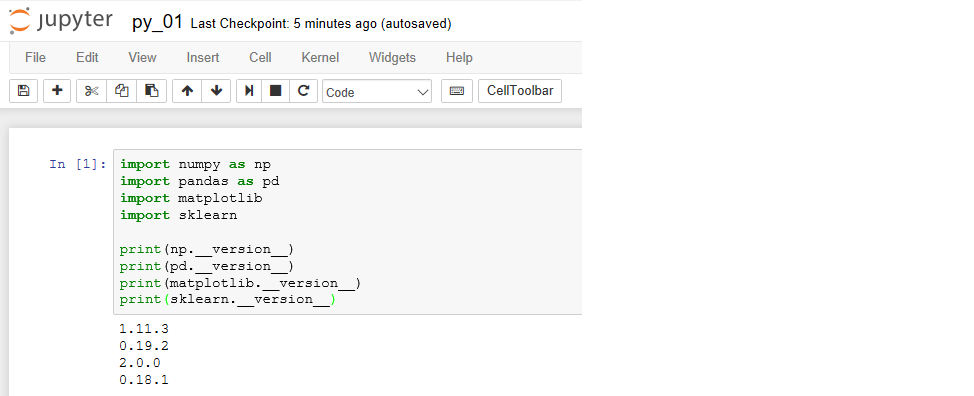 jupyter py_01 Last Checkpoint: 5 minutes ago (autosaved)
File Edit View Insert Cell Kernel Widgets Help
Code CellToolbar
In [1]: import numpy as np
import pandas as pd
import matplotlib
import sklearn
print(np.__version__)
print(pd.__version__)
print(matplotlib.__version__)
print(sklearn.__version__)
1.11.3
0.19.2
2.0.0
0.18.1